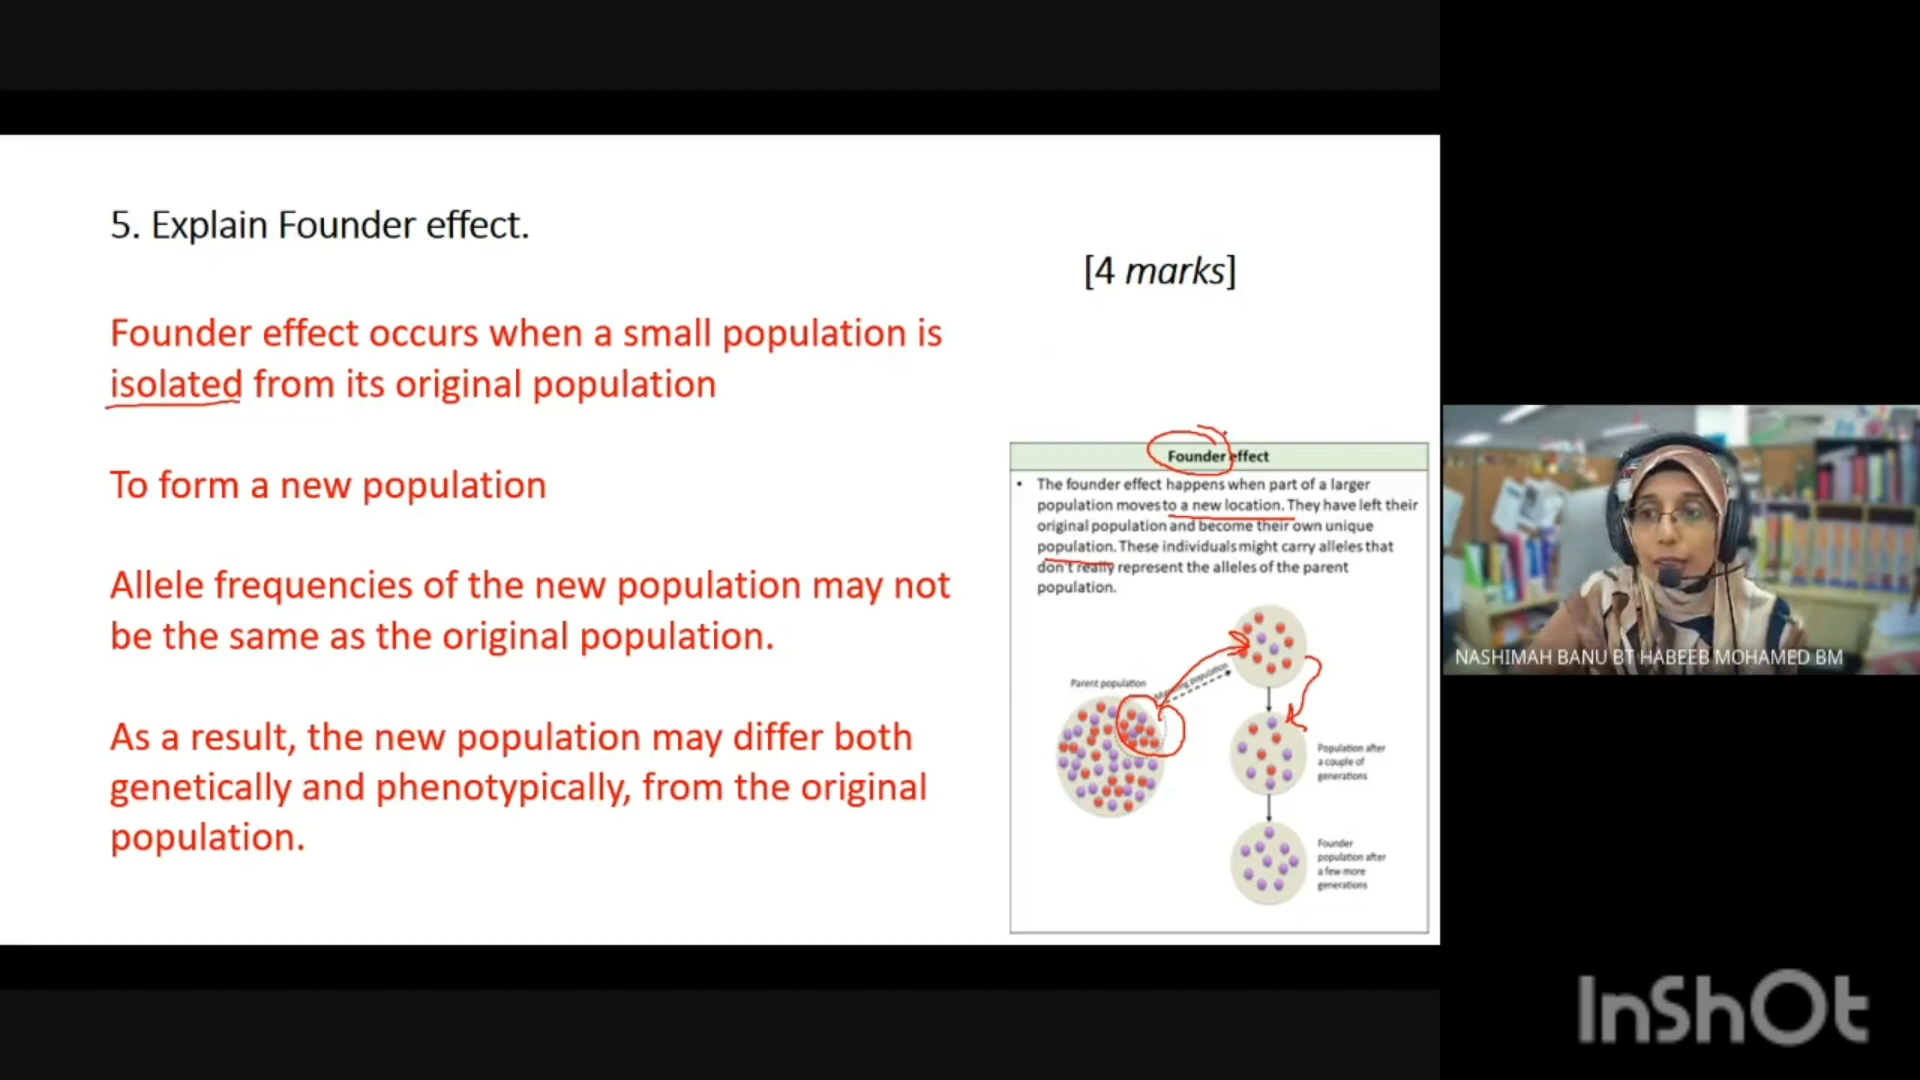 5. Explain Founder effect.
[4 marks]
Founder effect occurs when a small population is
isolated from its original population
To form a new population
Allele frequencies of the new population may not
be the same as the original population.
As a result, the new population may differ both
genetically and phenotypically, from the original
population.
Founder effect
• The founder effect happens when part of a larger
population moves to a new location. They have left their
original population and become their own unique
population. These individuals might carry alleles that
don't really represent the alleles of the parent
population.
Parent population
population
Population after
a couple of
generations
Founder
population after
a few more
generations
NASHIMAH BANU BT HABEEB MOHAMED BM
InShOt